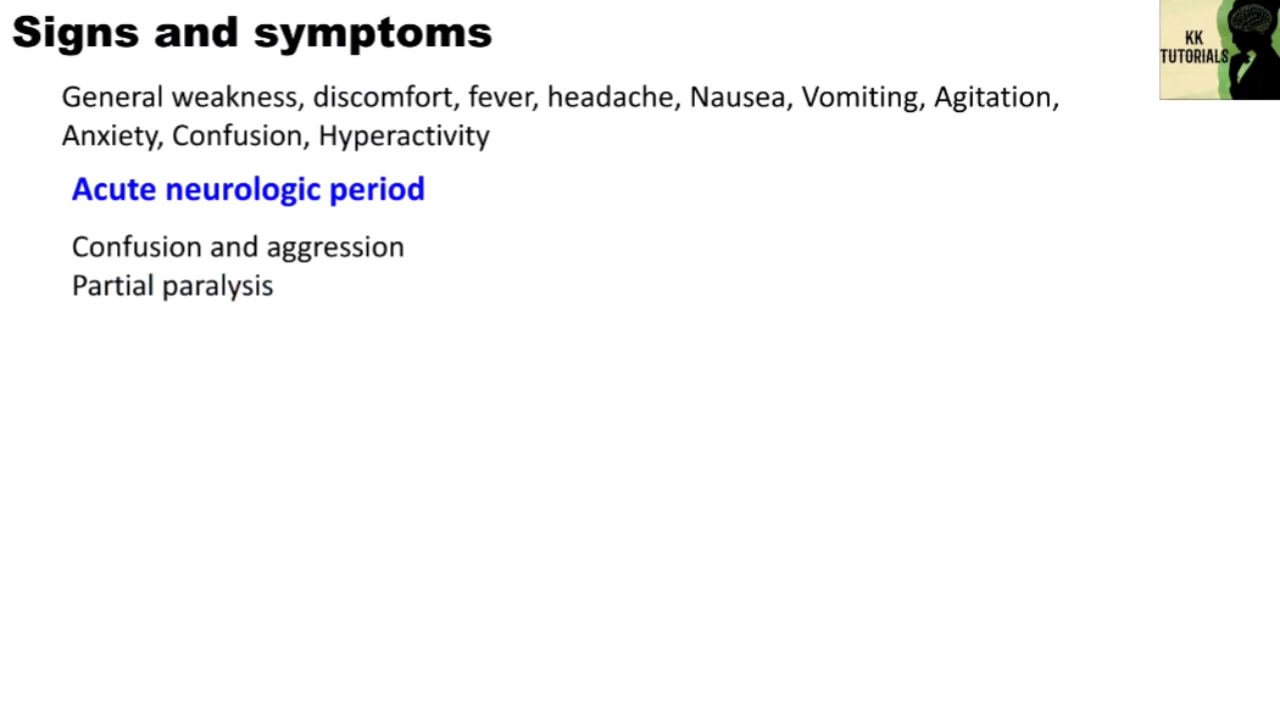 Signs and symptoms
KK
TUTORIALS
General weakness, discomfort, fever, headache, Nausea, Vomiting, Agitation,
Anxiety, Confusion, Hyperactivity
Acute neurologic period
Confusion and aggression
Partial paralysis